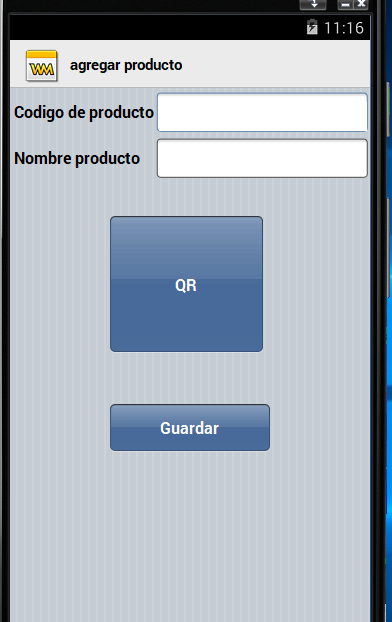 11:16
WM
agregar producto
Codigo de producto
Nombre producto
QR
Guardar